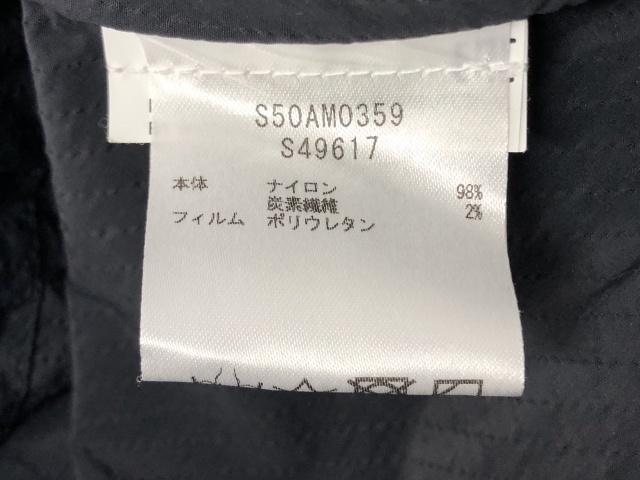 S50AM0359
S49617
本体 ナイロン 98%
炭素繊維 2%
フィルム ポリウレタン